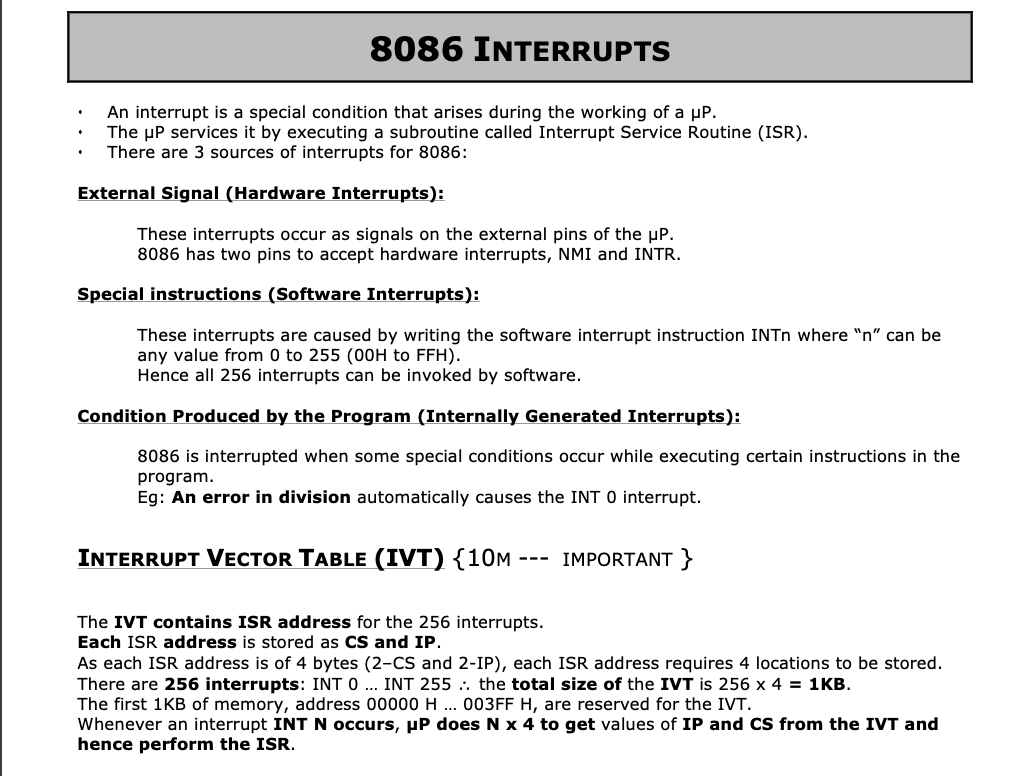 8086 INTERRUPTS
• An interrupt is a special condition that arises during the working of a μP.
• The μP services it by executing a subroutine called Interrupt Service Routine (ISR).
• There are 3 sources of interrupts for 8086:
External Signal (Hardware Interrupts):
These interrupts occur as signals on the external pins of the μP.
8086 has two pins to accept hardware interrupts, NMI and INTR.
Special instructions (Software Interrupts):
These interrupts are caused by writing the software interrupt instruction INTn where “n” can be
any value from 0 to 255 (00H to FFH).
Hence all 256 interrupts can be invoked by software.
Condition Produced by the Program (Internally Generated Interrupts):
8086 is interrupted when some special conditions occur while executing certain instructions in the
program.
Eg: An error in division automatically causes the INT 0 interrupt.
INTERRUPT VECTOR TABLE (IVT) {10M --- IMPORTANT }
The IVT contains ISR address for the 256 interrupts.
Each ISR address is stored as CS and IP.
As each ISR address is of 4 bytes (2–CS and 2-IP), each ISR address requires 4 locations to be stored.
There are 256 interrupts: INT 0 … INT 255 ∴ the total size of the IVT is 256 x 4 = 1KB.
The first 1KB of memory, address 00000 H … 003FF H, are reserved for the IVT.
Whenever an interrupt INT N occurs, μP does N x 4 to get values of IP and CS from the IVT and
hence perform the ISR.